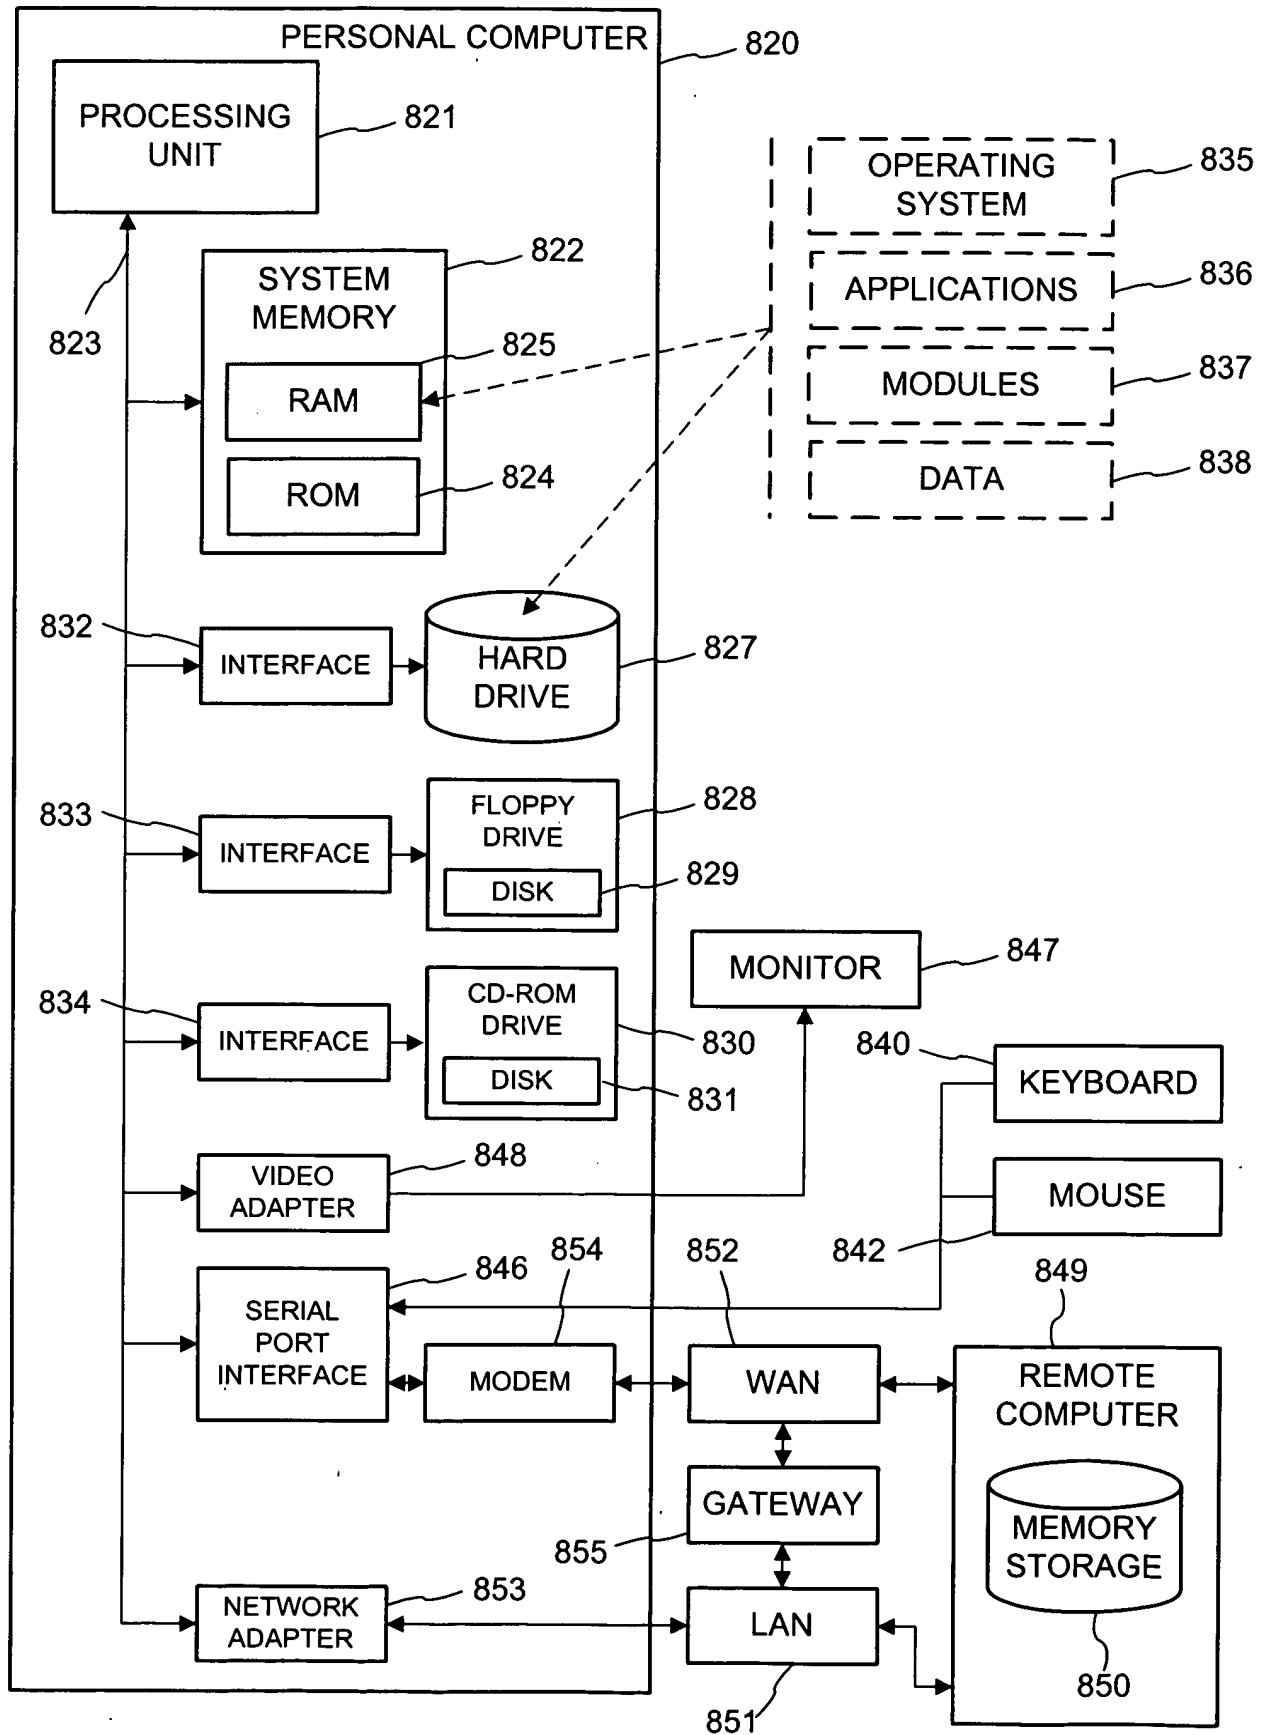 PERSONAL COMPUTER
820
PROCESSING
UNIT
821
823
SYSTEM
MEMORY
822
825
RAM
ROM
824
OPERATING
SYSTEM
835
APPLICATIONS
836
MODULES
837
DATA
838
832
INTERFACE
HARD
DRIVE
827
833
INTERFACE
FLOPPY
DRIVE
828
DISK
829
834
INTERFACE
CD-ROM
DRIVE
830
DISK
831
MONITOR
847
840
KEYBOARD
MOUSE
842
VIDEO
ADAPTER
848
846
SERIAL
PORT
INTERFACE
854
MODEM
852
WAN
GATEWAY
855
849
REMOTE
COMPUTER
MEMORY
STORAGE
850
853
NETWORK
ADAPTER
LAN
851